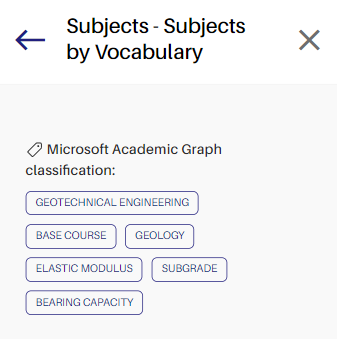 Subjects - Subjects
by Vocabulary
Microsoft Academic Graph
classification:
GEOTECHNICAL ENGINEERING
BASE COURSE GEOLOGY
ELASTIC MODULUS SUBGRADE
BEARING CAPACITY